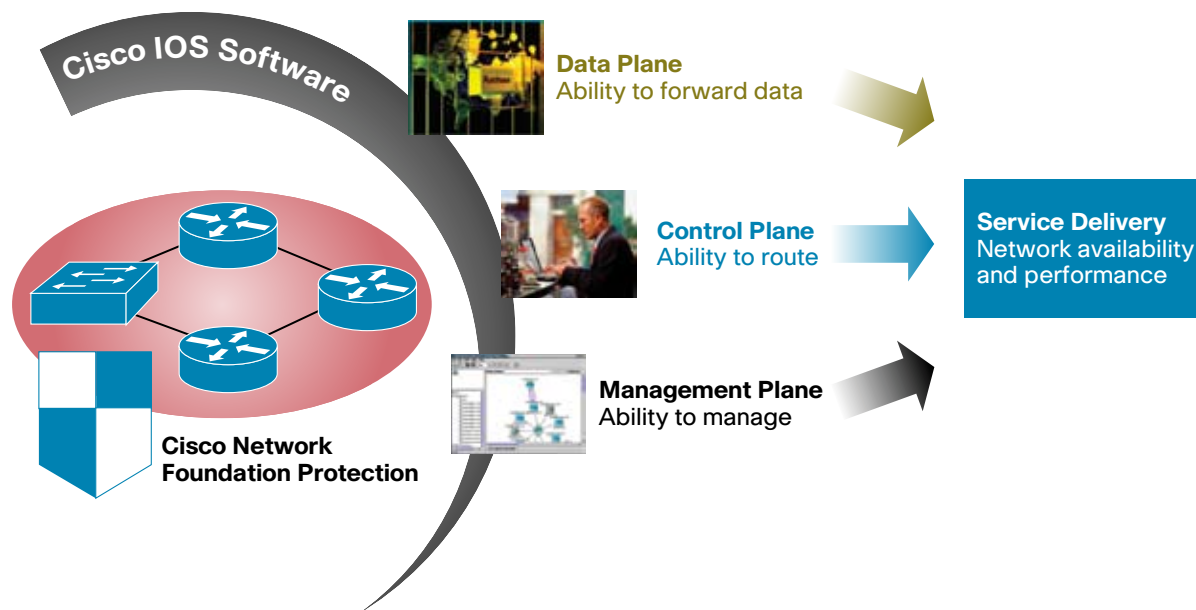 Cisco IOS Software
Data Plane
Ability to forward data
Control Plane
Ability to route
Service Delivery
Network availability
and performance
Management Plane
Ability to manage
Cisco Network
Foundation Protection